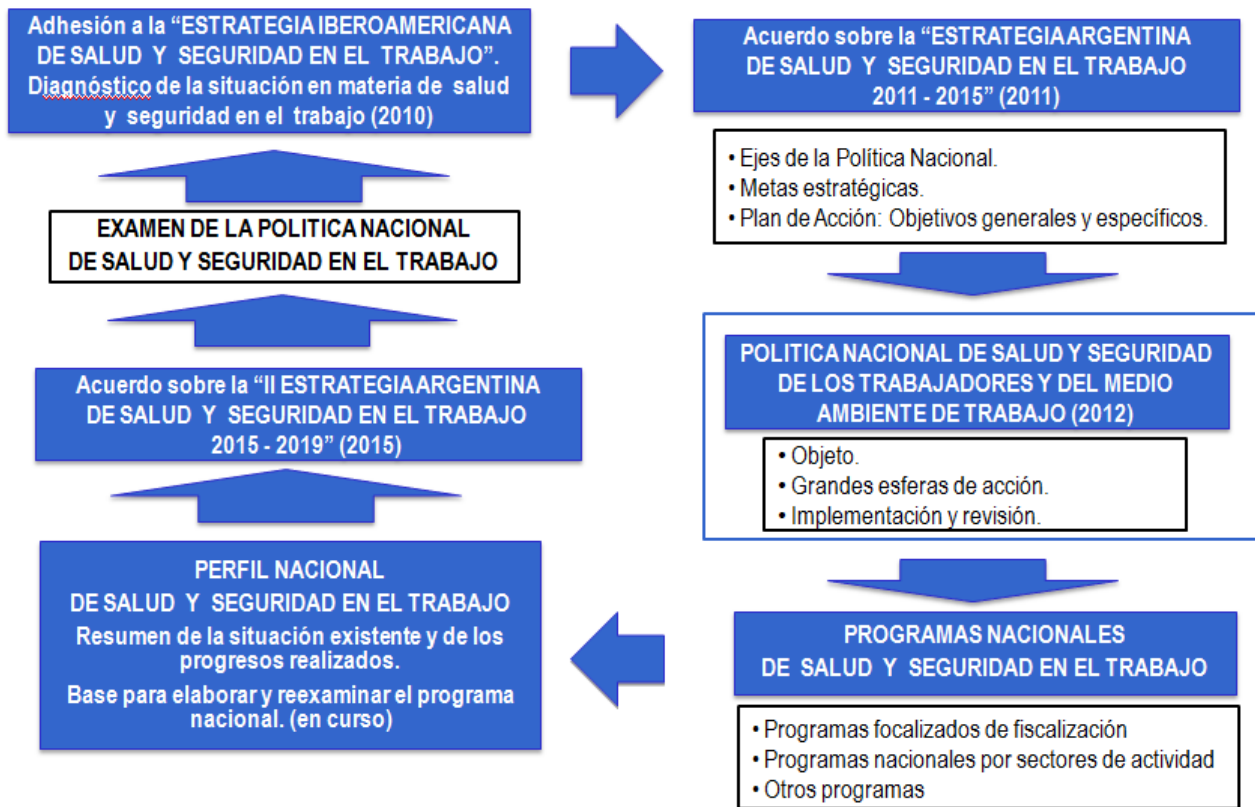 Adhesión a la “ESTRATEGIA IBEROAMERICANA
DE SALUD Y SEGURIDAD EN EL TRABAJO”.
Diagnóstico de la situación en materia de salud
y seguridad en el trabajo (2010)
Acuerdo sobre la “ESTRATEGIA ARGENTINA
DE SALUD Y SEGURIDAD EN EL TRABAJO
2011 - 2015” (2011)
• Ejes de la Política Nacional.
• Metas estratégicas.
• Plan de Acción: Objetivos generales y específicos.
POLITICA NACIONAL DE SALUD Y SEGURIDAD
DE LOS TRABAJADORES Y DEL MEDIO
AMBIENTE DE TRABAJO (2012)
• Objeto.
• Grandes esferas de acción.
• Implementación y revisión.
PROGRAMAS NACIONALES
DE SALUD Y SEGURIDAD EN EL TRABAJO
• Programas focalizados de fiscalización
• Programas nacionales por sectores de actividad
• Otros programas
PERFIL NACIONAL
DE SALUD Y SEGURIDAD EN EL TRABAJO
Resumen de la situación existente y de los
progresos realizados.
Base para elaborar y reexaminar el programa
nacional. (en curso)
Acuerdo sobre la “II ESTRATEGIA ARGENTINA
DE SALUD Y SEGURIDAD EN EL TRABAJO
2015 - 2019” (2015)
EXAMEN DE LA POLITICA NACIONAL
DE SALUD Y SEGURIDAD EN EL TRABAJO